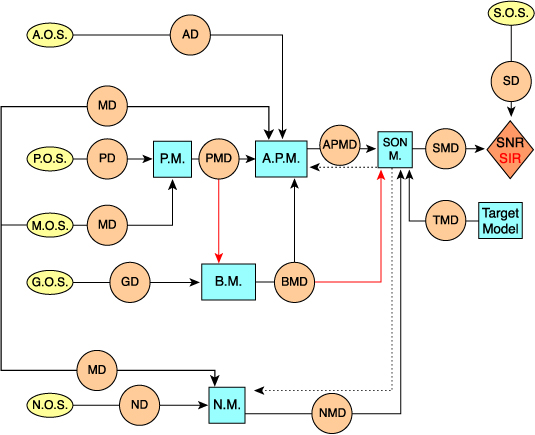 S.O.S.
A.O.S.
AD
SD
MD
P.O.S.
PD
P.M.
PMD
A.P.M.
APMD
SON
M.
SMD
SNR
SIR
M.O.S.
MD
TMD
Target
Model
G.O.S.
GD
B.M.
BMD
MD
N.O.S.
ND
N.M.
NMD